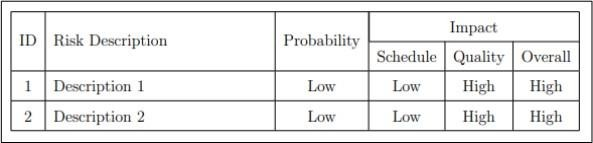 ID Risk Description Probability Impact
Schedule Quality Overall
1 Description 1 Low Low High High
2 Description 2 Low Low High High